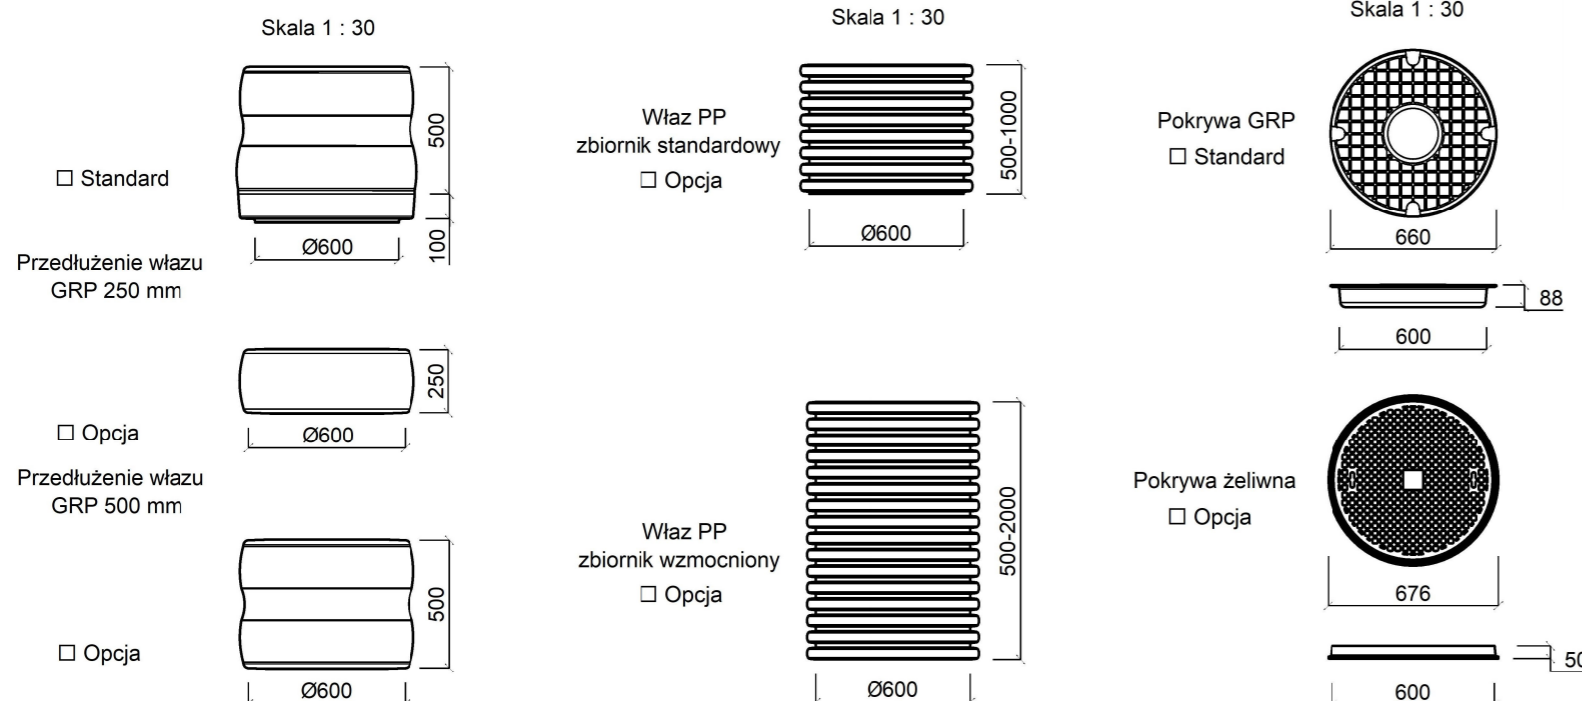 Skala 1 : 30
☐ Standard
500
100
Ø600
Przedłużenie włazu
GRP 250 mm
☐ Opcja
250
Ø600
Przedłużenie włazu
GRP 500 mm
☐ Opcja
500
Ø600
Skala 1 : 30
Właz PP
zbiornik standardowy
☐ Opcja
500-1000
Ø600
Właz PP
zbiornik wzmocniony
☐ Opcja
500-2000
Ø600
Skala 1 : 30
Pokrywa GRP
☐ Standard
660
88
600
Pokrywa żeliwna
☐ Opcja
676
50
600